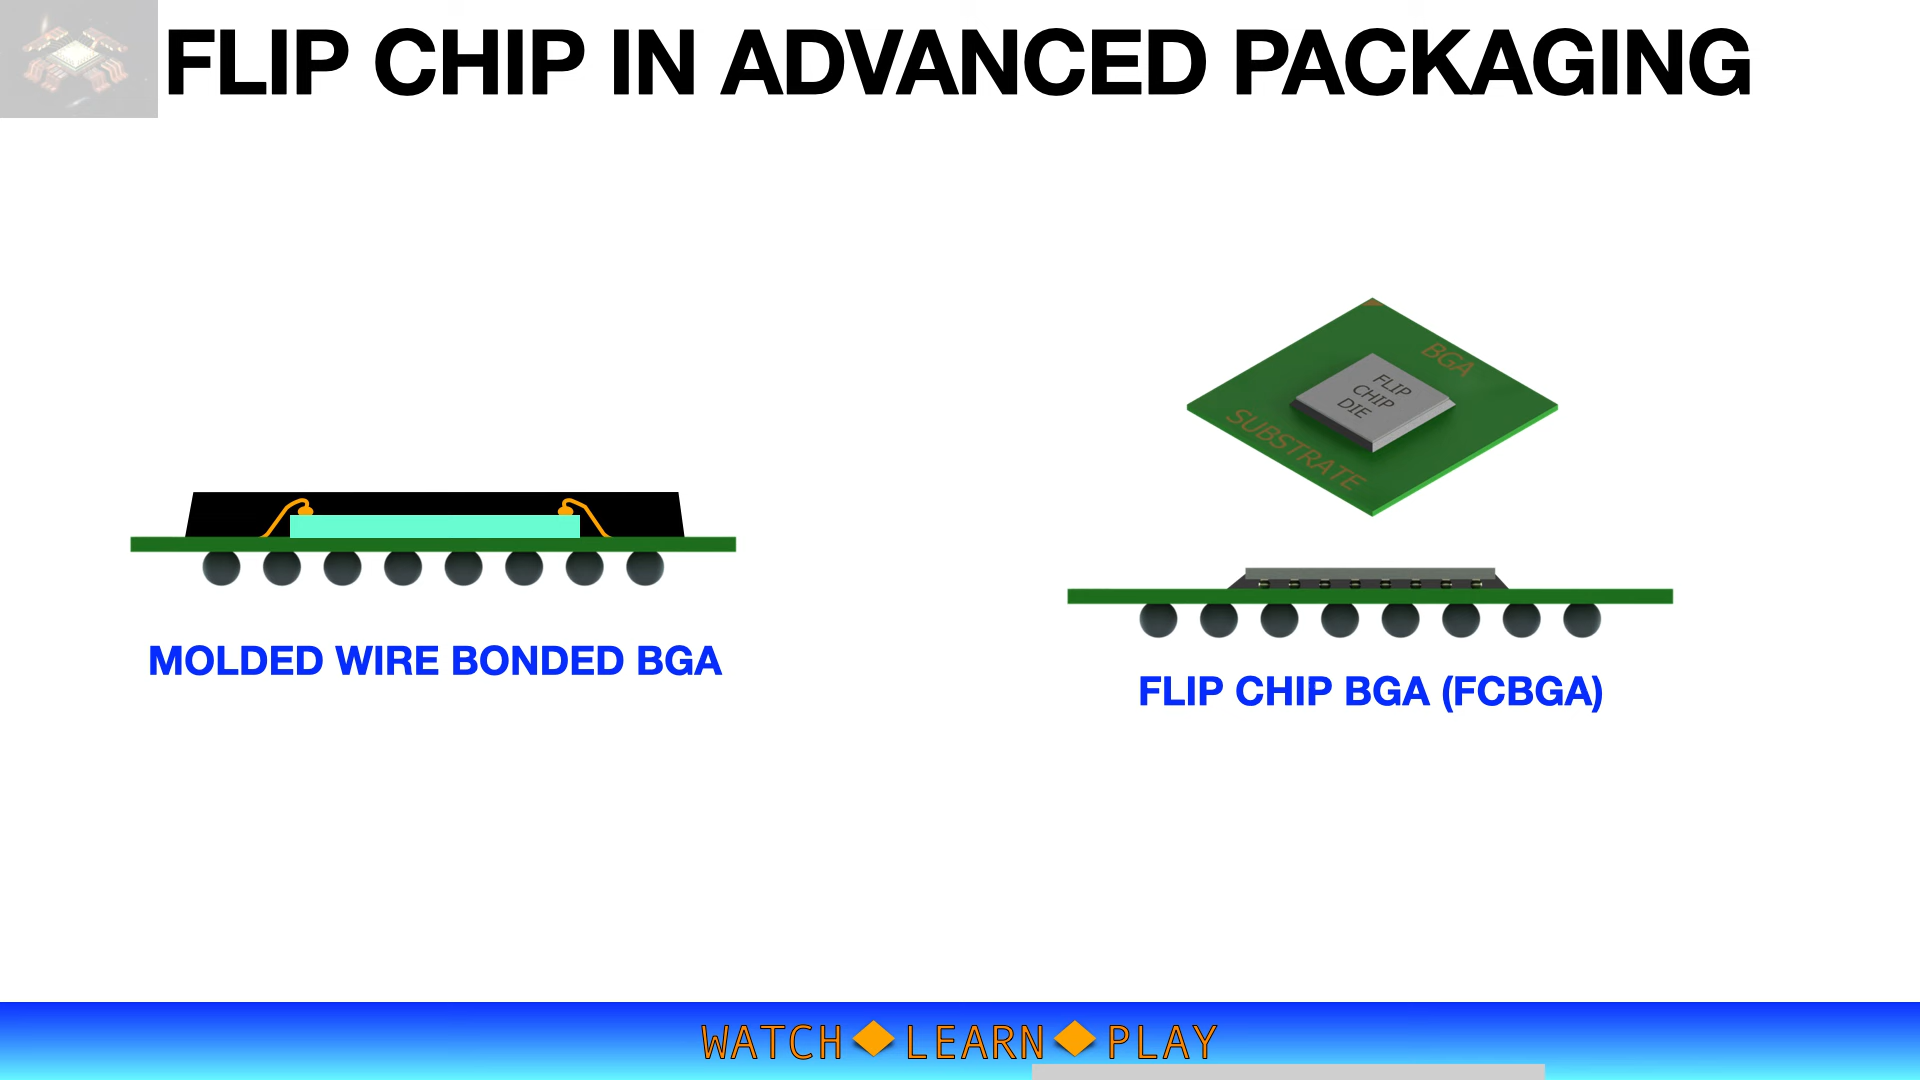 FLIP CHIP IN ADVANCED PACKAGING
BGA
FLIP
CHIP
DIE
SUBSTRATE
MOLDED WIRE BONDED BGA
FLIP CHIP BGA (FCBGA)
WATCH LEARN PLAY